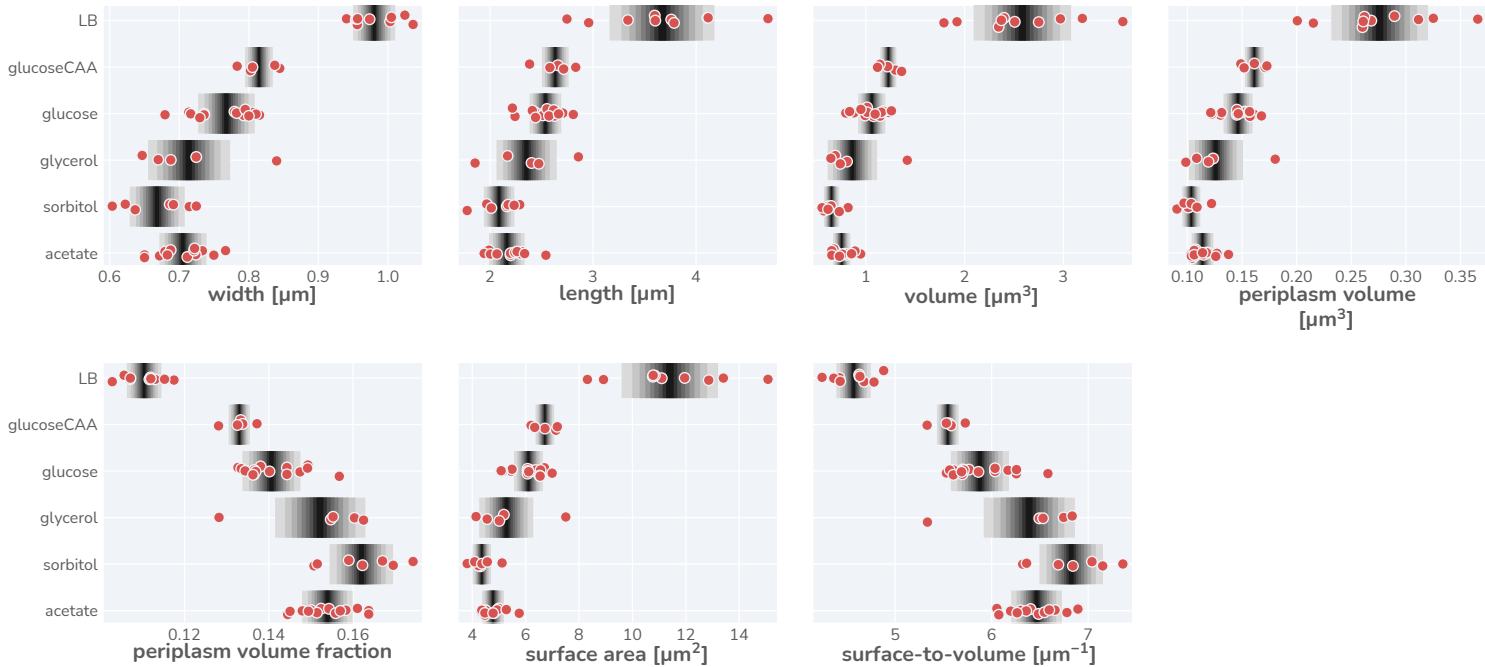 LB
glucoseCAA
glucose
glycerol
sorbitol
acetate
0.6 0.7 0.8 0.9 1.0
width [µm]
2 3 4
length [µm]
1 2 3
volume [µm³]
0.10 0.15 0.20 0.25 0.30 0.35
periplasm volume
[µm³]
LB
glucoseCAA
glucose
glycerol
sorbitol
acetate
0.12 0.14 0.16
periplasm volume fraction
4 6 8 10 12 14
surface area [µm²]
5 6 7
surface-to-volume [µm⁻¹]